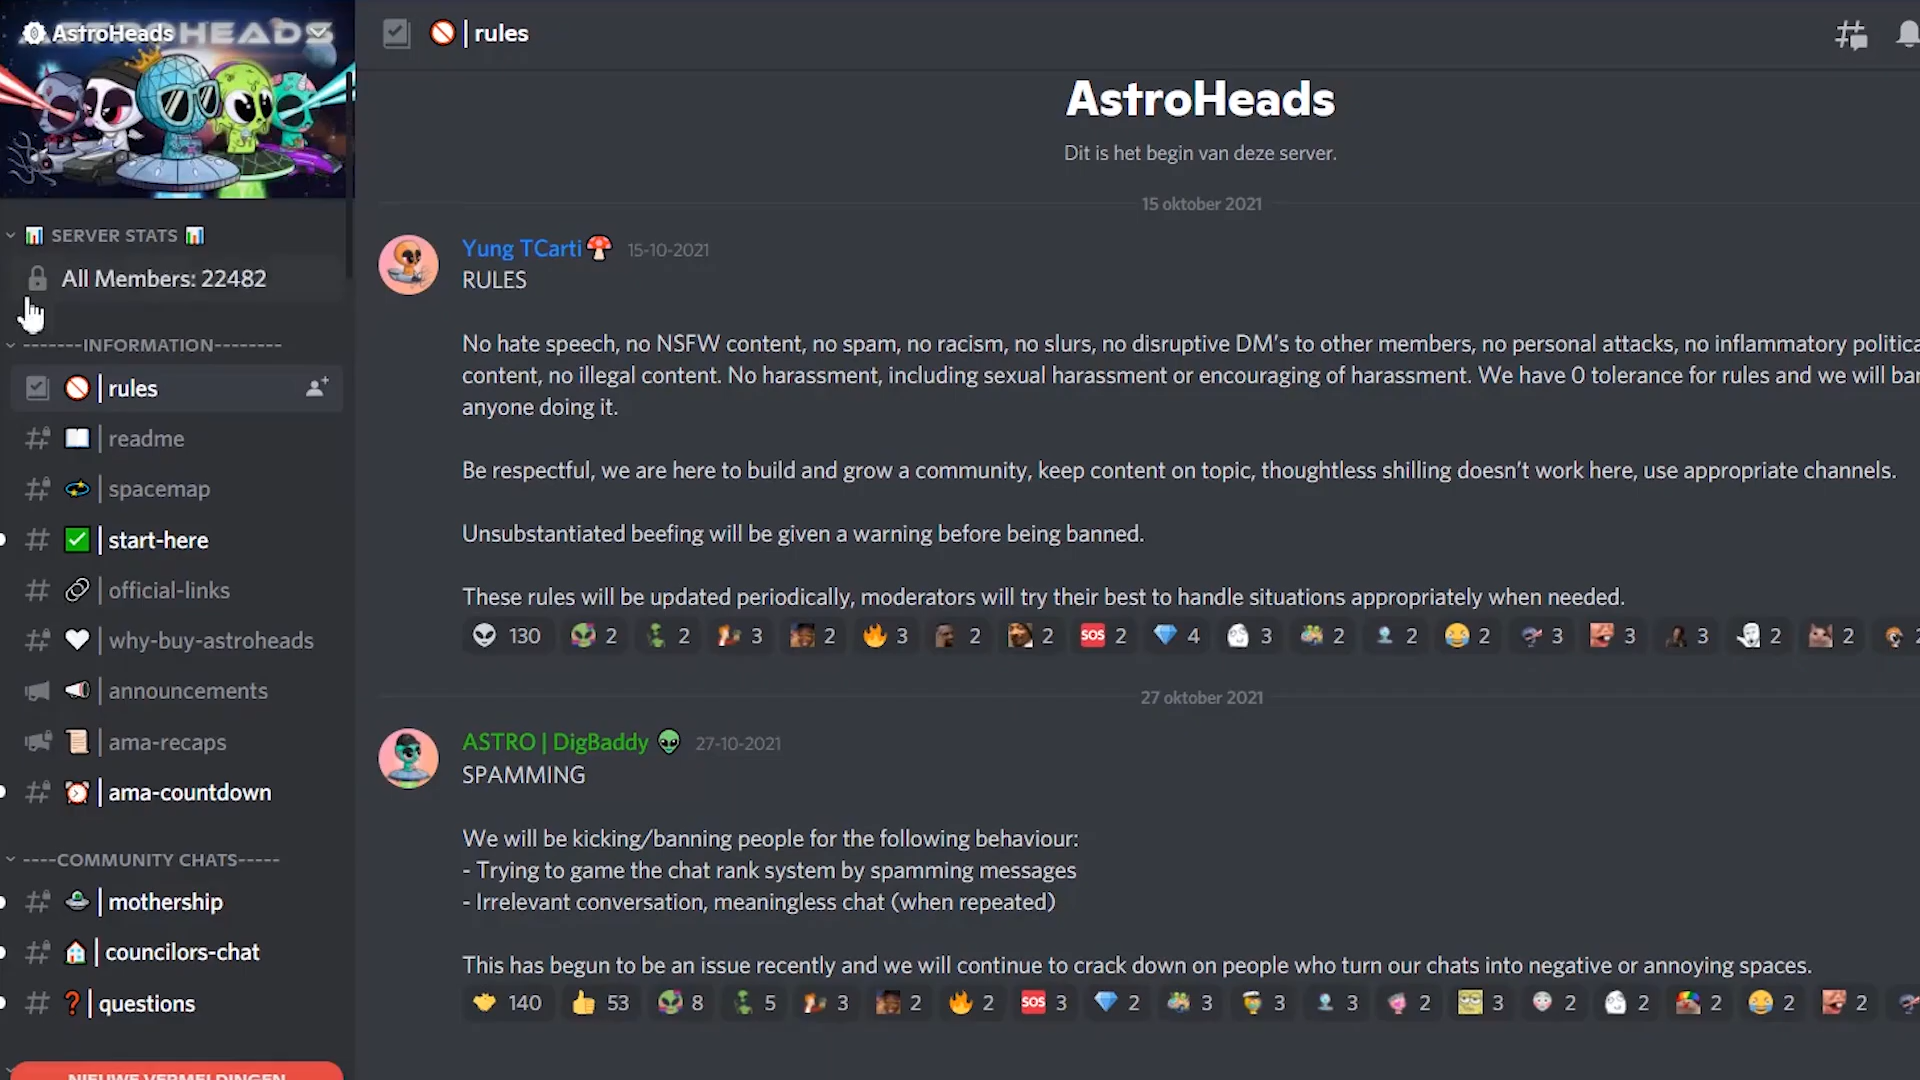 AstroHeads
ASTROHEADS
SERVER STATS
All Members: 22482
-------INFORMATION--------
rules
readme
spacemap
start-here
official-links
why-buy-astroheads
announcements
ama-recaps
ama-countdown
----COMMUNITY CHATS-----
mothership
councilors-chat
questions
NIEUWE VERMELDINGEN
rules
AstroHeads
Dit is het begin van deze server.
15 oktober 2021
Yung TCarti 15-10-2021
RULES
No hate speech, no NSFW content, no spam, no racism, no slurs, no disruptive DM's to other members, no personal attacks, no inflammatory
content, no illegal content. No harassment, including sexual harassment or encouraging of harassment. We have 0 tolerance for rules and we will
anyone doing it.
Be respectful, we are here to build and grow a community, keep content on topic, thoughtless shilling doesn't work here, use appropriate channels.
Unsubstantiated beefing will be given a warning before being banned.
These rules will be updated periodically, moderators will try their best to handle situations appropriately when needed.
130 2 2 3 2 3 2 2 SOS 2 4 3 2 2 2 3 3 3 2 2
27 oktober 2021
ASTRO | DigBaddy 27-10-2021
SPAMMING
We will be kicking/banning people for the following behaviour:
- Trying to game the chat rank system by spamming messages
- Irrelevant conversation, meaningless chat (when repeated)
This has begun to be an issue recently and we will continue to crack down on people who turn our chats into negative or annoying spaces.
140 53 8 5 3 2 2 SOS 3 2 3 3 3 2 3 2 2 2 2 2